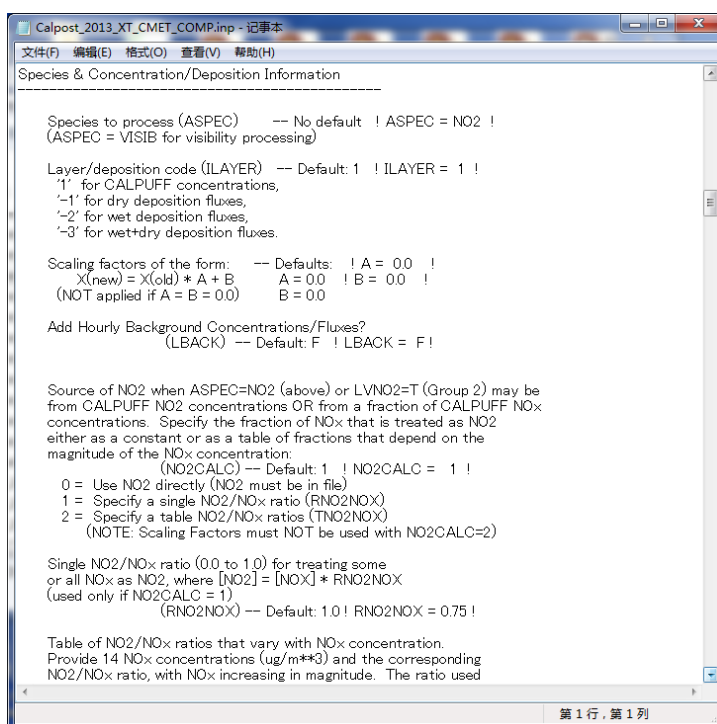 Calpost_2013_XT_CMET_COMP.inp - 记事本
文件(F) 编辑(E) 格式(O) 查看(V) 帮助(H)
Species & Concentration/Deposition Information
-----------------------------------------------
Species to process (ASPEC) -- No default ! ASPEC = NO2 !
(ASPEC = VISIB for visibility processing)
Layer/deposition code (ILAYER) -- Default: 1 ! ILAYER = 1 !
'1' for CALPUFF concentrations,
'-1' for dry deposition fluxes,
'-2' for wet deposition fluxes,
'-3' for wet+dry deposition fluxes.
Scaling factors of the form: -- Defaults: ! A = 0.0 !
X(new) = X(old) * A + B A = 0.0 ! B = 0.0 !
(NOT applied if A = B = 0.0) B = 0.0
Add Hourly Background Concentrations/Fluxes?
(LBACK) -- Default: F ! LBACK = F !
Source of NO2 when ASPEC=NO2 (above) or LVNO2=T (Group 2) may be
from CALPUFF NO2 concentrations OR from a fraction of CALPUFF NOx
concentrations. Specify the fraction of NOx that is treated as NO2
either as a constant or as a table of fractions that depend on the
magnitude of the NOx concentration:
(NO2CALC) -- Default: 1 ! NO2CALC = 1 !
0 = Use NO2 directly (NO2 must be in file)
1 = Specify a single NO2/NOx ratio (RNO2NOX)
2 = Specify a table NO2/NOx ratios (TNO2NOX)
(NOTE: Scaling Factors must NOT be used with NO2CALC=2)
Single NO2/NOx ratio (0.0 to 1.0) for treating some
or all NOx as NO2, where [NO2] = [NOX] * RNO2NOX
(used only if NO2CALC = 1)
(RNO2NOX) -- Default: 1.0 ! RNO2NOX = 0.75 !
Table of NO2/NOx ratios that vary with NOx concentration.
Provide 14 NOx concentrations (ug/m**3) and the corresponding
NO2/NOx ratio, with NOx increasing in magnitude. The ratio used
第 1 行，第 1 列